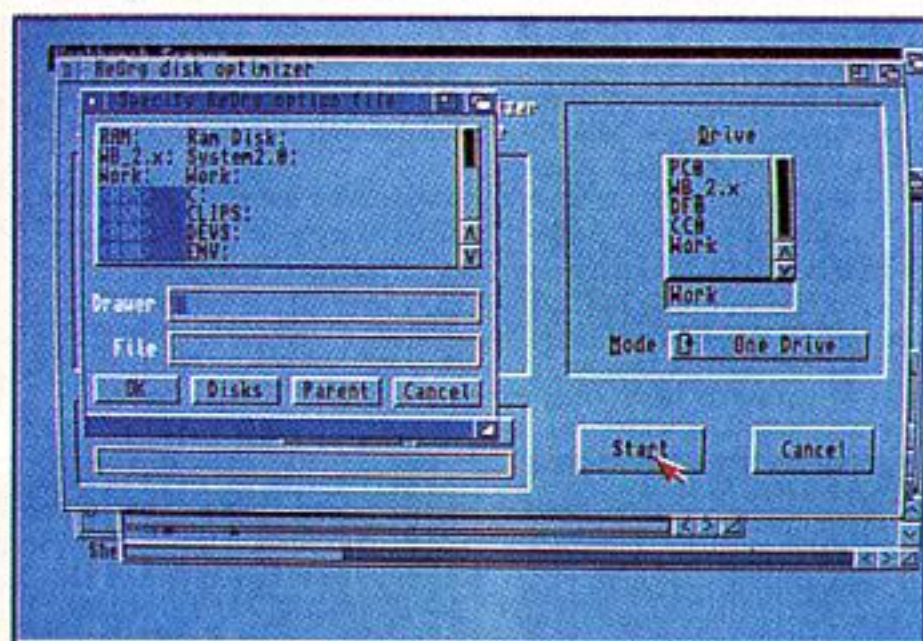 ReOrg disk optimizer
Specify ReOrg option file
RAM: Ram Disk:
WB_2.x: System2.0:
Work: Work:
C:
CLIPS:
DEVS:
ENV:
Drawer
File
Ok Disks Parent Cancel
Drive
PC0
WB_2.x
DF0
CC0
Work
Work
Mode One Drive
Start Cancel
She